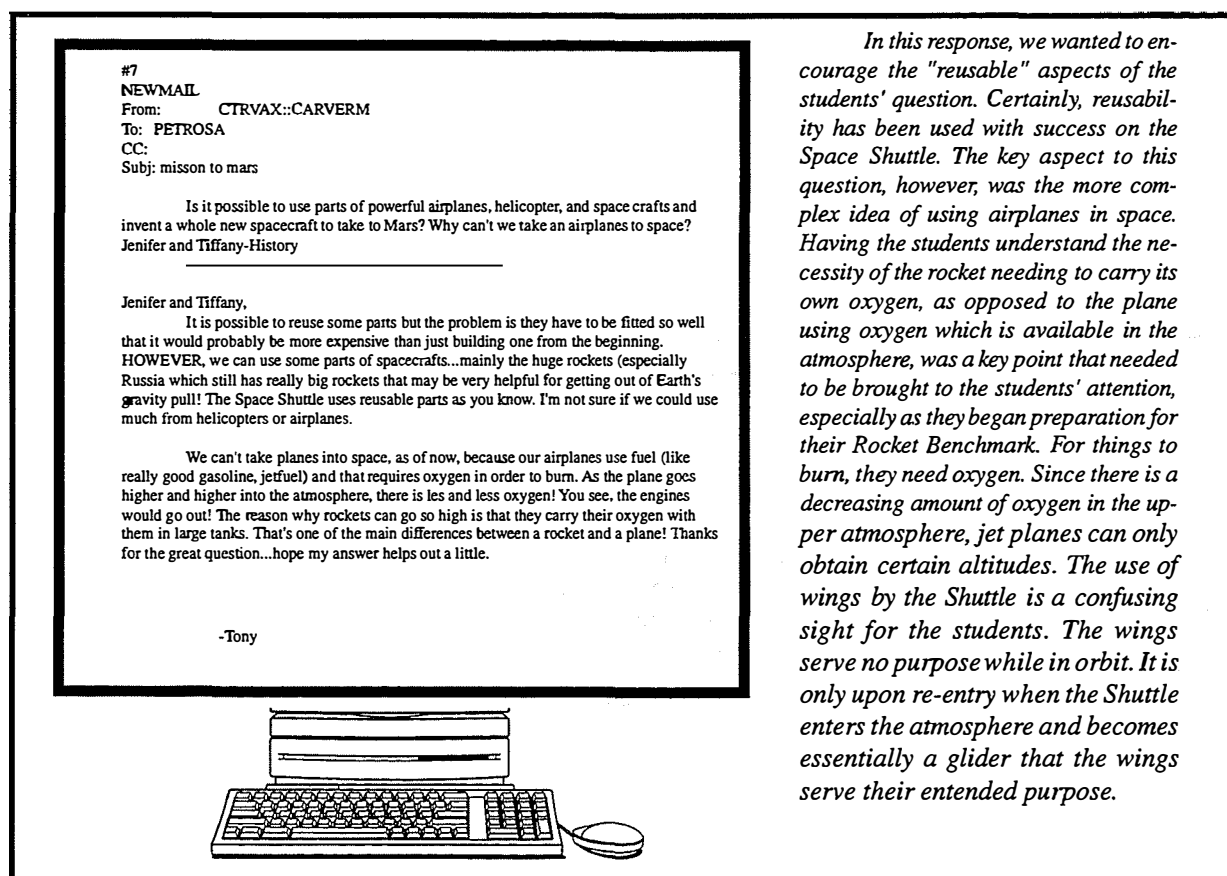 #7
NEWMAIL
From: CTRVAX::CARVERM
To: PETROSA
CC:
Subj: misson to mars
Is it possible to use parts of powerful airplanes, helicopter, and space crafts and
invent a whole new spacecraft to take to Mars? Why can't we take an airplanes to space?
Jenifer and Tiffany-History
Jenifer and Tiffany,
It is possible to reuse some parts but the problem is they have to be fitted so well
that it would probably be more expensive than just building one from the beginning.
HOWEVER, we can use some parts of spacecrafts...mainly the huge rockets (especially
Russia which still has really big rockets that may be very helpful for getting out of Earth's
gravity pull! The Space Shuttle uses reusable parts as you know. I'm not sure if we could use
much from helicopters or airplanes.
We can't take planes into space, as of now, because our airplanes use fuel (like
really good gasoline, jetfuel) and that requires oxygen in order to burn. As the plane goes
higher and higher into the atmosphere, there is les and less oxygen! You see, the engines
would go out! The reason why rockets can go so high is that they carry their oxygen with
them in large tanks. That's one of the main differences between a rocket and a plane! Thanks
for the great question...hope my answer helps out a little.
-Tony
In this response, we wanted to en-
courage the "reusable" aspects of the
students' question. Certainly, reusabil-
ity has been used with success on the
Space Shuttle. The key aspect to this
question, however, was the more com-
plex idea of using airplanes in space.
Having the students understand the ne-
cessity of the rocket needing to carry its
own oxygen, as opposed to the plane
using oxygen which is available in the
atmosphere, was a key point that needed
to be brought to the students' attention,
especially as they began preparation for
their Rocket Benchmark. For things to
burn, they need oxygen. Since there is a
decreasing amount of oxygen in the up-
per atmosphere, jet planes can only
obtain certain altitudes. The use of
wings by the Shuttle is a confusing
sight for the students. The wings
serve no purpose while in orbit. It is
only upon re-entry when the Shuttle
enters the atmosphere and becomes
essentially a glider that the wings
serve their entended purpose.